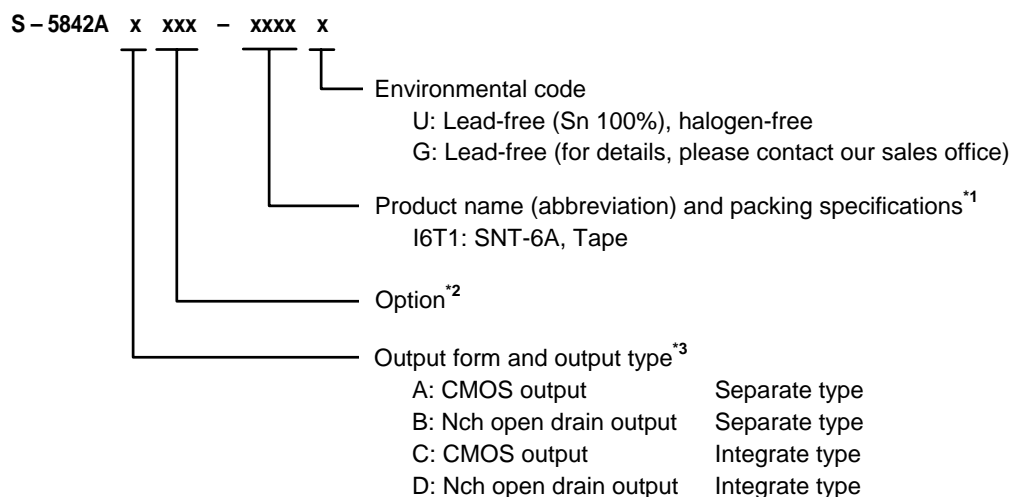 S – 5842A x xxx – xxxx x
Environmental code
U: Lead-free (Sn 100%), halogen-free
G: Lead-free (for details, please contact our sales office)
Product name (abbreviation) and packing specifications*1
I6T1: SNT-6A, Tape
Option*2
Output form and output type*3
A: CMOS output Separate type
B: Nch open drain output Separate type
C: CMOS output Integrate type
D: Nch open drain output Integrate type